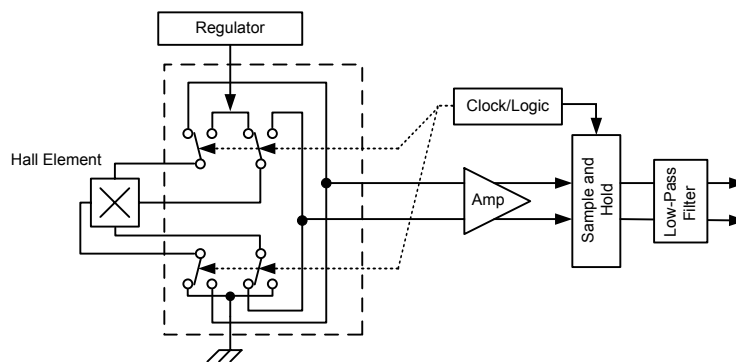 Regulator
Clock/Logic
Hall Element
Amp
Sample and
Hold
Low-Pass
Filter